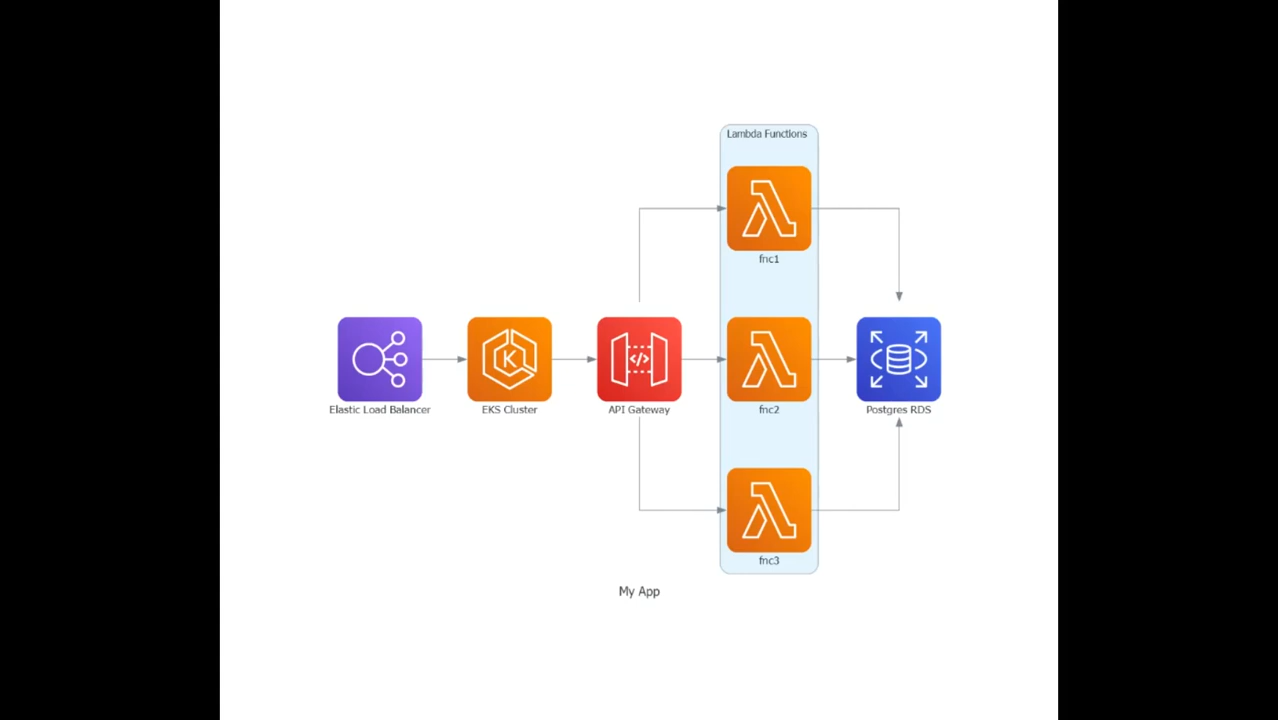 Lambda Functions
fnc1
Elastic Load Balancer
EKS Cluster
K
</>
API Gateway
fnc2
Postgres RDS
fnc3
My App